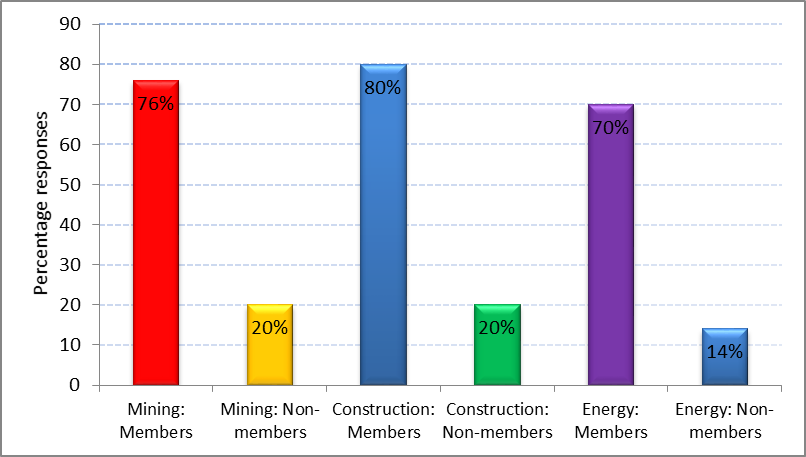 Percentage responses
90
80
70
60
50
40
30
20
10
0
76%
20%
80%
20%
70%
14%
Mining:
Members
Mining: Non-
members
Construction:
Members
Construction:
Non-members
Energy:
Members
Energy: Non-
members